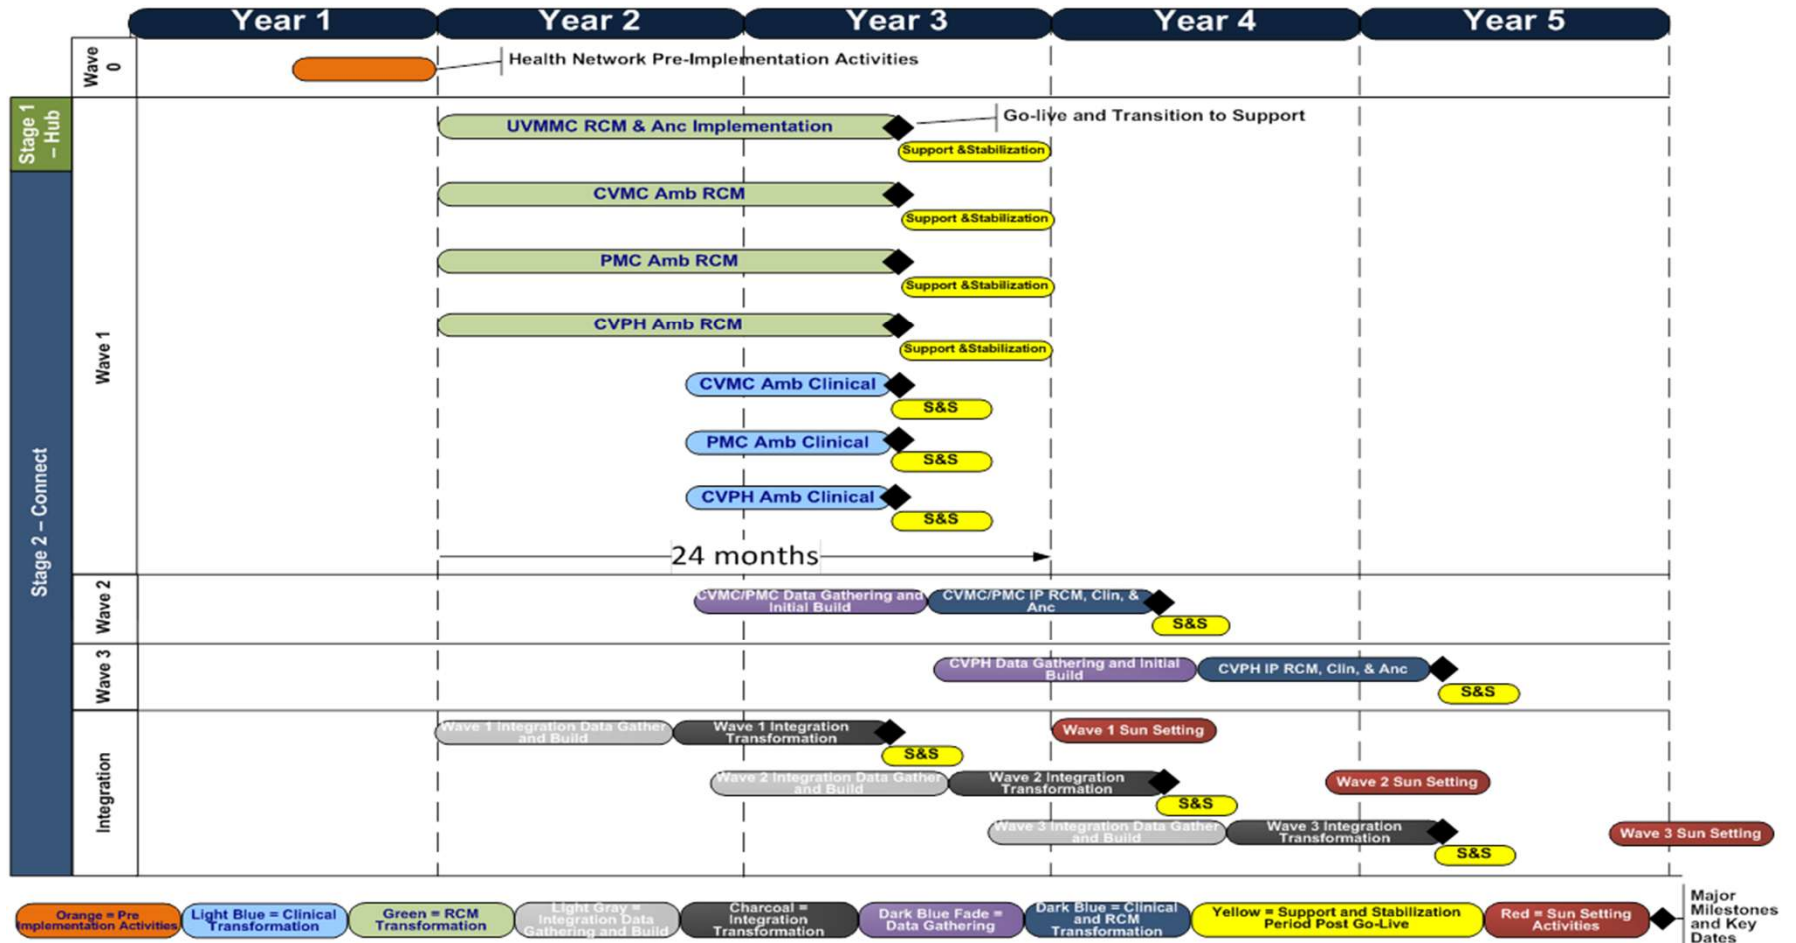 Year 1
Year 2
Year 3
Year 4
Year 5
Wave
0
Health Network Pre-Implementation Activities
Stage 1
– Hub
Stage 2 – Connect
Wave 1
UVMMC RCM & Anc Implementation
Go-live and Transition to Support
Support &Stabilization
CVMC Amb RCM
Support &Stabilization
PMC Amb RCM
Support &Stabilization
CVPH Amb RCM
Support &Stabilization
CVMC Amb Clinical
S&S
PMC Amb Clinical
S&S
CVPH Amb Clinical
S&S
24 months
Wave 2
CVMC/PMC Data Gathering and
Initial Build
CVMC/PMC IP RCM, Clin, &
Anc
S&S
Wave 3
CVPH Data Gathering and Initial
Build
CVPH IP RCM, Clin, & Anc
S&S
Integration
Wave 1 Integration Data Gather
and Build
Wave 1 Integration
Transformation
S&S
Wave 1 Sun Setting
Wave 2 Integration Data Gather
and Build
Wave 2 Integration
Transformation
S&S
Wave 2 Sun Setting
Wave 3 Integration Data Gather
and Build
Wave 3 Integration
Transformation
S&S
Wave 3 Sun Setting
Orange = Pre
Implementation Activities
Light Blue = Clinical
Transformation
Green = RCM
Transformation
Light Gray =
Integration Data
Gathering and Build
Charcoal =
Integration
Transformation
Dark Blue Fade =
Data Gathering
Dark Blue = Clinical
and RCM
Transformation
Yellow = Support and Stabilization
Period Post Go-Live
Red = Sun Setting
Activities
Major
Milestones
and Key
Dates